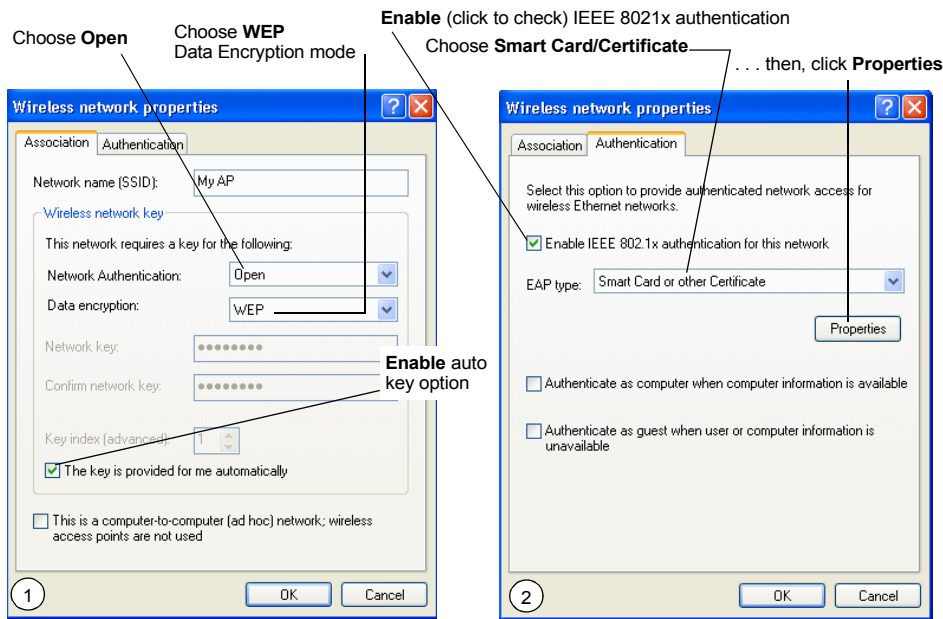 Enable (click to check) IEEE 8021x authentication
Choose Open
Choose WEP
Data Encryption mode
Choose Smart Card/Certificate
. . . then, click Properties
Wireless network properties
Association
Authentication
Network name (SSID):
My AP
Wireless network key
This network requires a key for the following:
Network Authentication:
Open
Data encryption:
WEP
Network key:
Confirm network key:
Enable auto
key option
Key index (advanced):
1
The key is provided for me automatically
This is a computer-to-computer (ad hoc) network; wireless
access points are not used
1
OK
Cancel
Wireless network properties
Association
Authentication
Select this option to provide authenticated network access for
wireless Ethernet networks.
Enable IEEE 802.1x authentication for this network
EAP type:
Smart Card or other Certificate
Properties
Authenticate as computer when computer information is available
Authenticate as guest when user or computer information is
unavailable
2
OK
Cancel